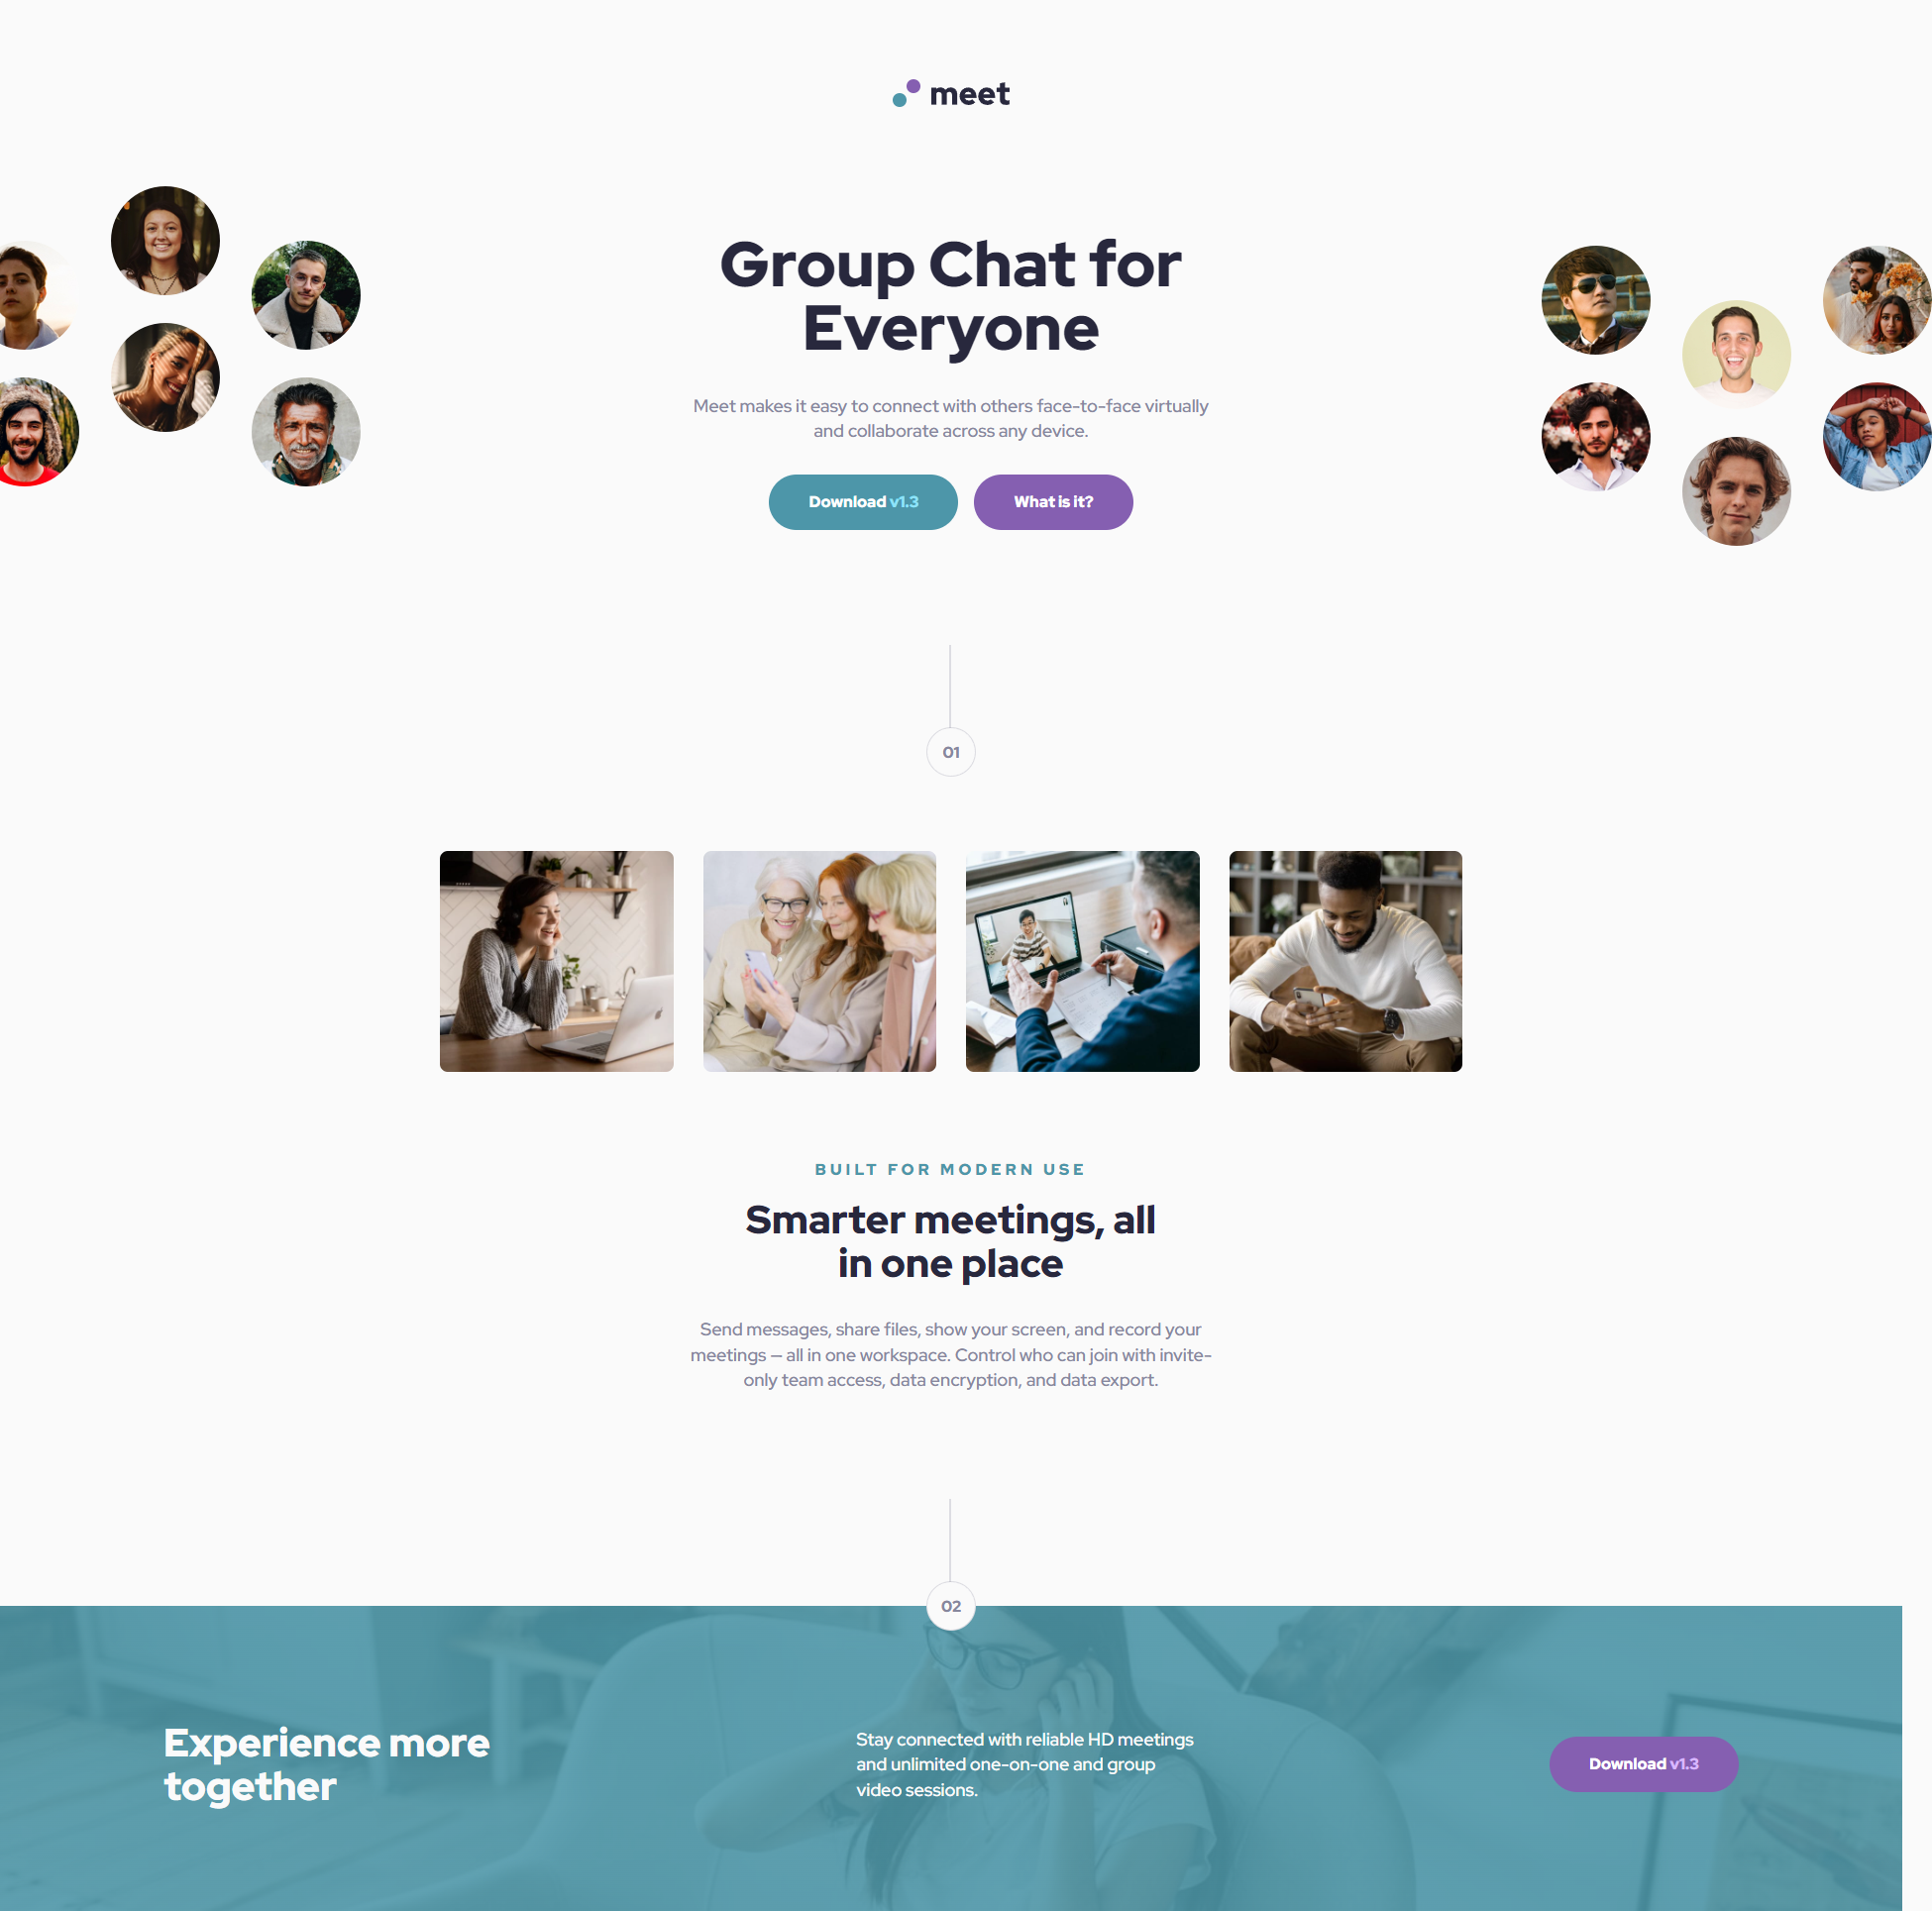 meet
Group Chat for
Everyone
Meet makes it easy to connect with others face-to-face virtually
and collaborate across any device.
Download v1.3
What is it?
01
BUILT FOR MODERN USE
Smarter meetings, all
in one place
Send messages, share files, show your screen, and record your
meetings — all in one workspace. Control who can join with invite-
only team access, data encryption, and data export.
02
Experience more
together
Stay connected with reliable HD meetings
and unlimited one-on-one and group
video sessions.
Download v1.3